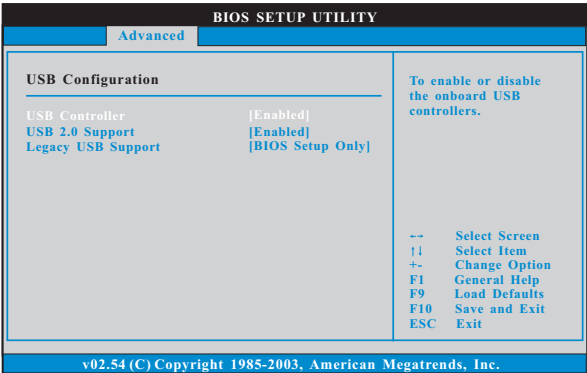 BIOS SETUP UTILITY
Advanced
USB Configuration
USB Controller [Enabled]
USB 2.0 Support [Enabled]
Legacy USB Support [BIOS Setup Only]
To enable or disable
the onboard USB
controllers.
←→ Select Screen
↑↓ Select Item
+- Change Option
F1 General Help
F9 Load Defaults
F10 Save and Exit
ESC Exit
v02.54 (C) Copyright 1985-2003, American Megatrends, Inc.